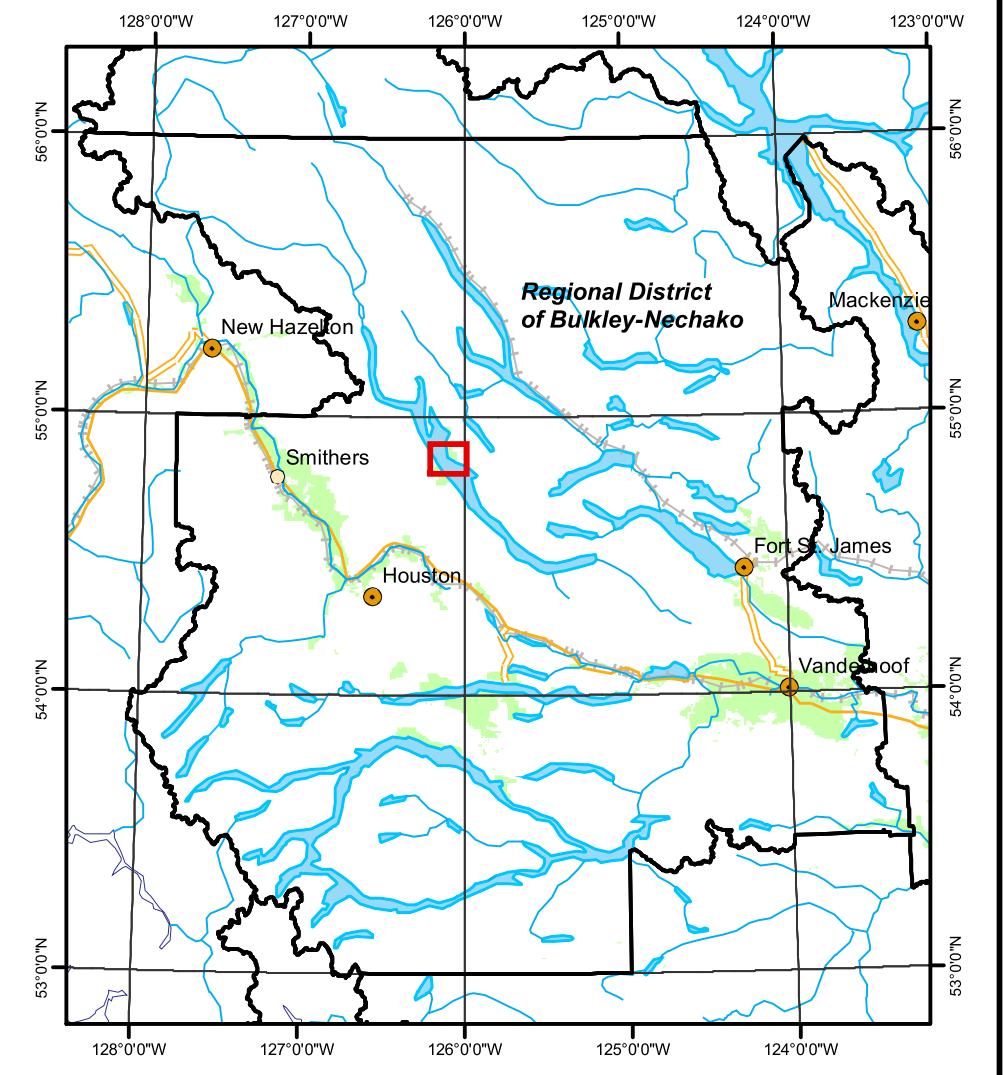 128°0'0"W 127°0'0"W 126°0'0"W 125°0'0"W 124°0'0"W 123°0'0"W
56°0'0"N 56°0'0"N
Regional District
of Bulkley-Nechako
Mackenzie
New Hazelton
55°0'0"N 55°0'0"N
Smithers
Fort St. James
Houston
Vanderhoof
54°0'0"N 54°0'0"N
53°0'0"N 53°0'0"N
128°0'0"W 127°0'0"W 126°0'0"W 125°0'0"W 124°0'0"W